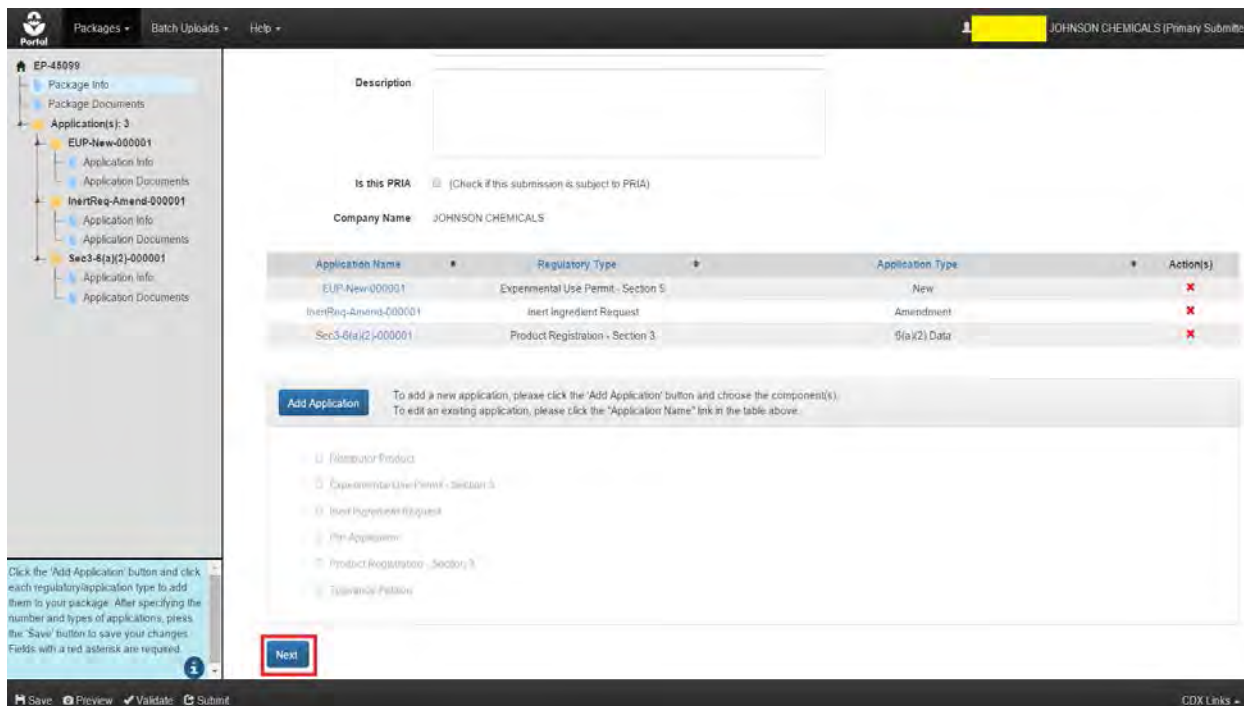 Portal
Packages
Batch Uploads
Help
JOHNSON CHEMICALS (Primary Submitte
EP-45099
Package Info
Package Documents
Application(s): 3
EUP-New-000001
Application Info
Application Documents
InertReq-Amend-000001
Application Info
Application Documents
Sec3-6(a)(2)-000001
Application Info
Application Documents
Click the 'Add Application' button and click
each regulatory/application type to add
them to your package. After specifying the
number and types of applications, press
the 'Save' button to save your changes.
Fields with a red asterisk are required.
Description
Is this PRIA (Check if this submission is subject to PRIA)
Company Name JOHNSON CHEMICALS
Application Name Regulatory Type Application Type Action(s)
EUP-New-000001 Experimental Use Permit - Section 5 New
InertReq-Amend-000001 Inert Ingredient Request Amendment
Sec3-6(a)(2)-000001 Product Registration - Section 3 6(a)(2) Data
Add Application
To add a new application, please click the 'Add Application' button and choose the component(s).
To edit an existing application, please click the "Application Name" link in the table above.
Distributor Product
Experimental Use Permit - Section 5
Inert Ingredient Request
Pre-Application
Product Registration - Section 3
Tolerance Petition
Next
Save Preview Validate Submit
CDX Links